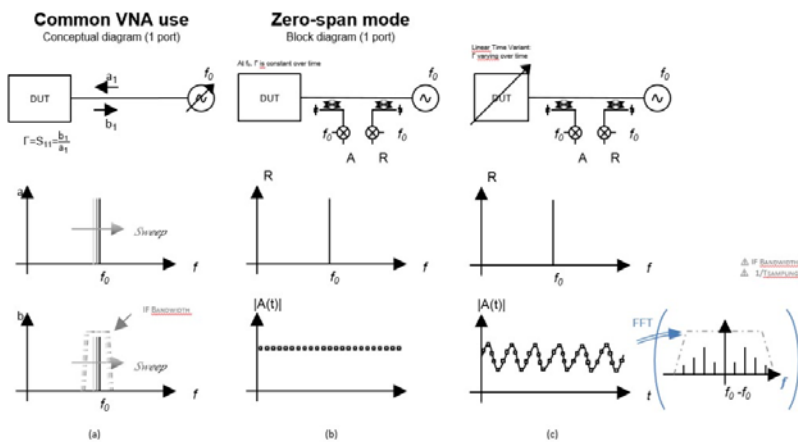 Common VNA use
Conceptual diagram (1 port)
DUT
a1
b1
f0
Γ=S11=b1/a1
a
Sweep
f0
f
b
IF BANDWIDTH
Sweep
f0
f
(a)
Zero-span mode
Block diagram (1 port)
At f0, Γ is constant over time
DUT
f0
f0
f0
A
R
R
f0
f
|A(t)|
t
(b)
Linear Time Variant:
Γ varying over time
DUT
f0
f0
f0
A
R
R
f0
f
|A(t)|
t
(c)
FFT
⚠ IF BANDWIDTH
⚠ 1/TSAMPLING
f0 -f0
f